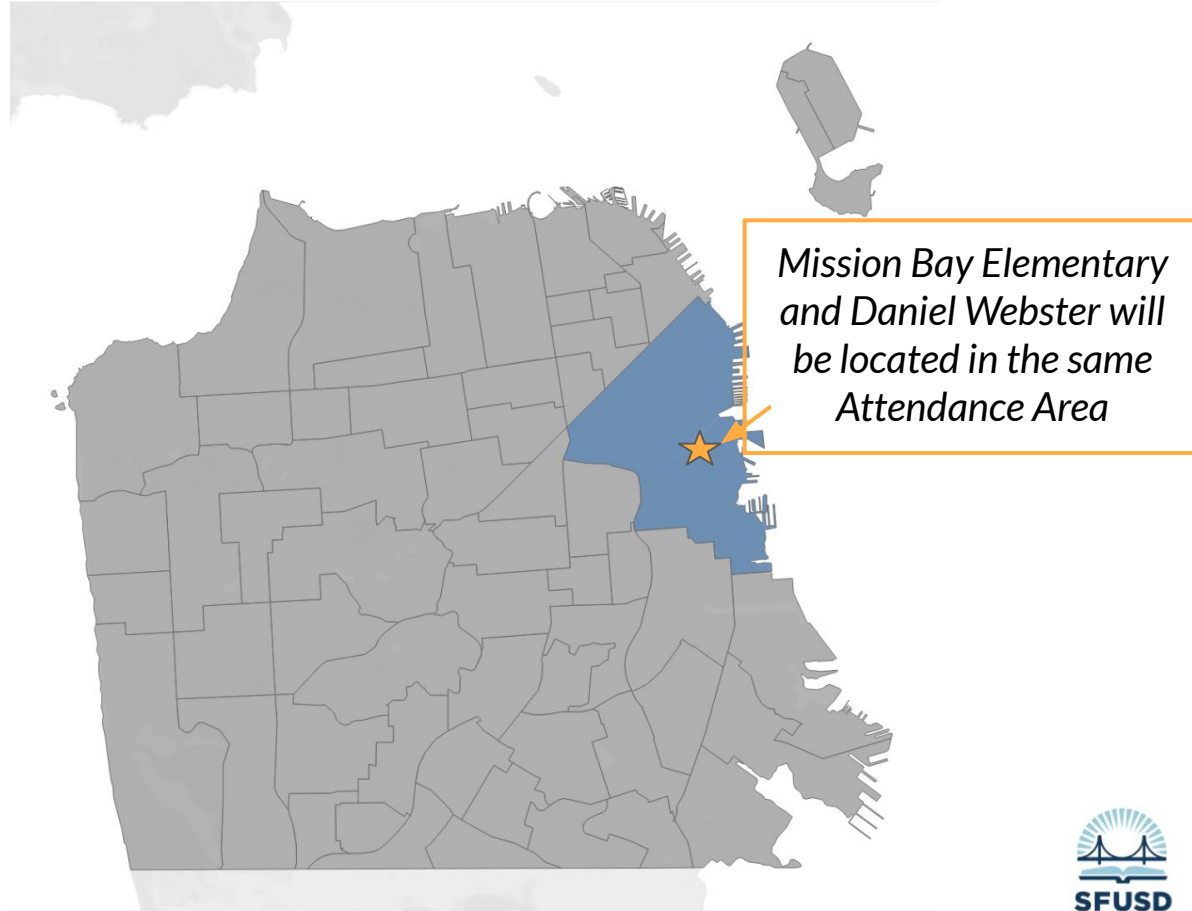 Mission Bay Elementary
and Daniel Webster will
be located in the same
Attendance Area
SFUSD